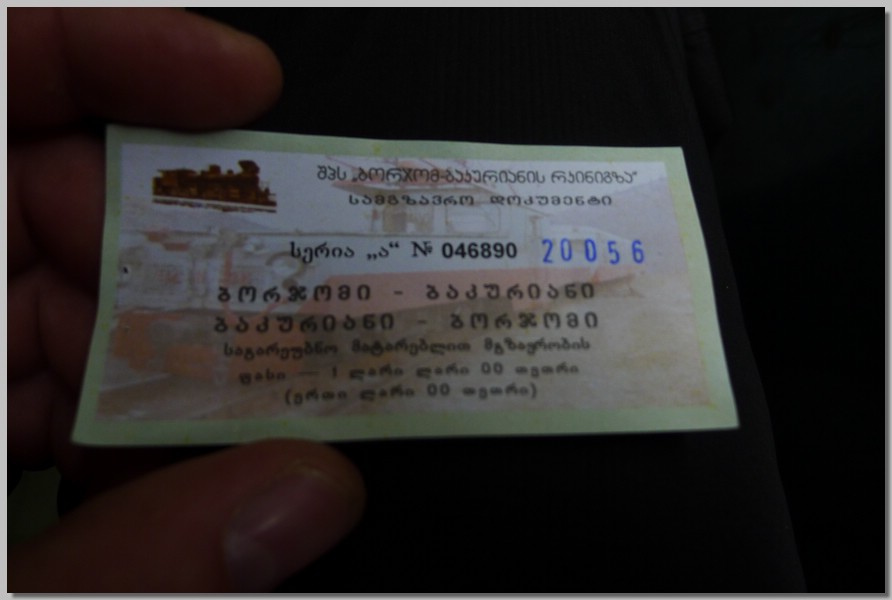 შპს „ბორჯომ-ბაკურიანის რკინიგზა“
სამგზავრო დოკუმენტი
სერია „ა“ № 046890 20056
ბორჯომი - ბაკურიანი
ბაკურიანი - ბორჯომი
საგარეუბნო მატარებლით მგზავრობის
ფასი — 1 ლარი ლარი 00 თეთრი
(ერთი ლარი 00 თეთრი)